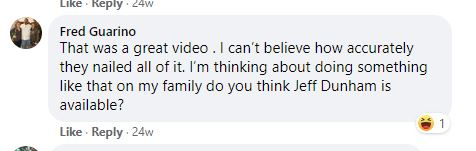 Like · Reply · 24w
Fred Guarino
That was a great video . I can't believe how accurately
they nailed all of it. I'm thinking about doing something
like that on my family do you think Jeff Dunham is
available?
1
Like · Reply · 24w